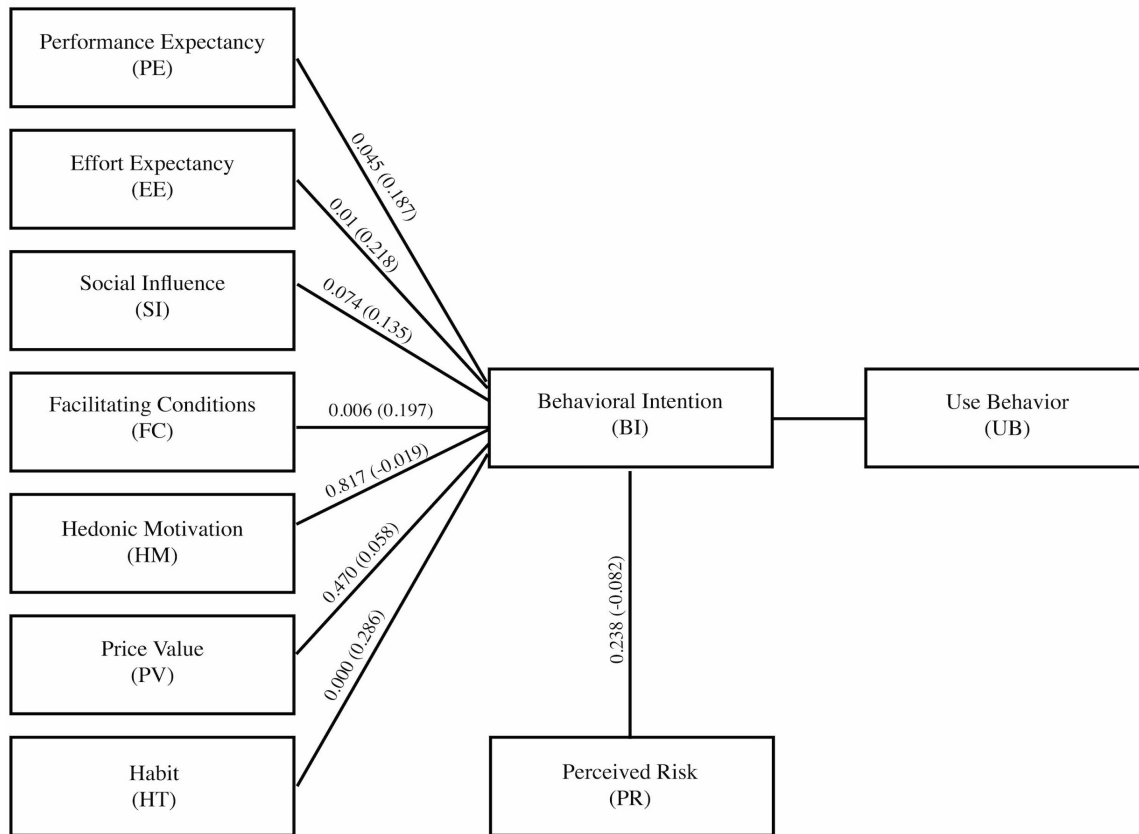 Performance Expectancy
(PE)
0.045 (0.187)
Effort Expectancy
(EE)
0.01 (0.218)
Social Influence
(SI)
0.074 (0.135)
Facilitating Conditions
(FC)
0.006 (0.197)
Behavioral Intention
(BI)
Use Behavior
(UB)
Hedonic Motivation
(HM)
0.817 (-0.019)
Price Value
(PV)
0.470 (0.058)
Habit
(HT)
0.000 (0.286)
0.238 (-0.082)
Perceived Risk
(PR)